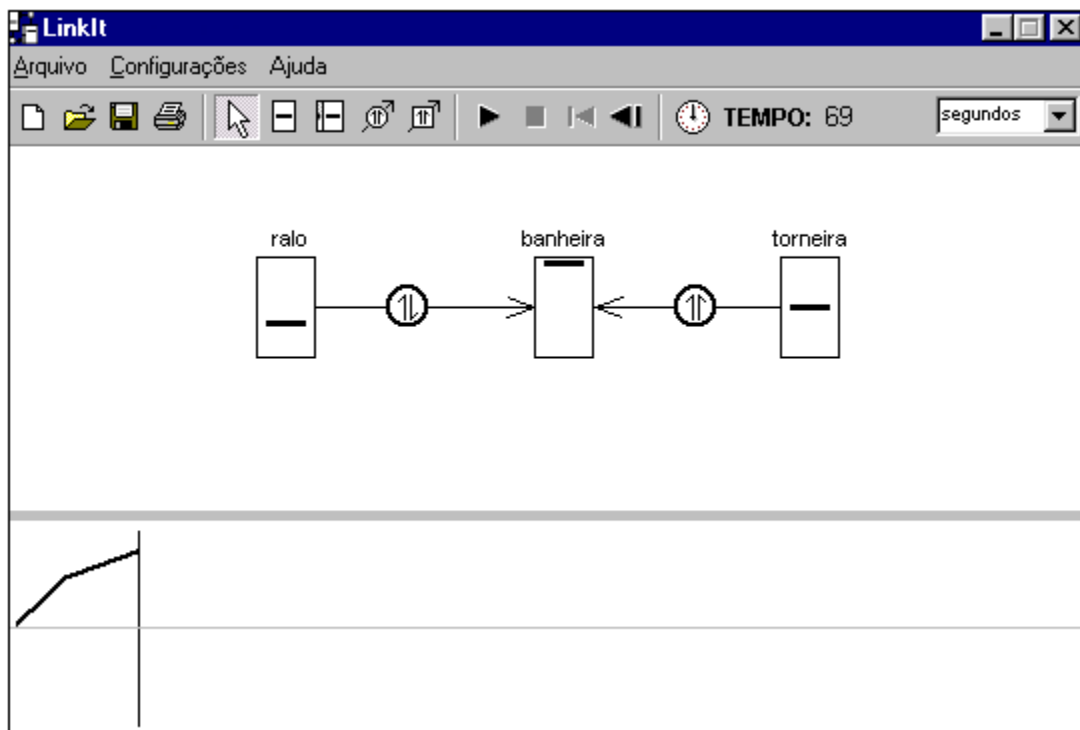 LinkIt
Arquivo Configurações Ajuda
TEMPO: 69 segundos
ralo banheira torneira